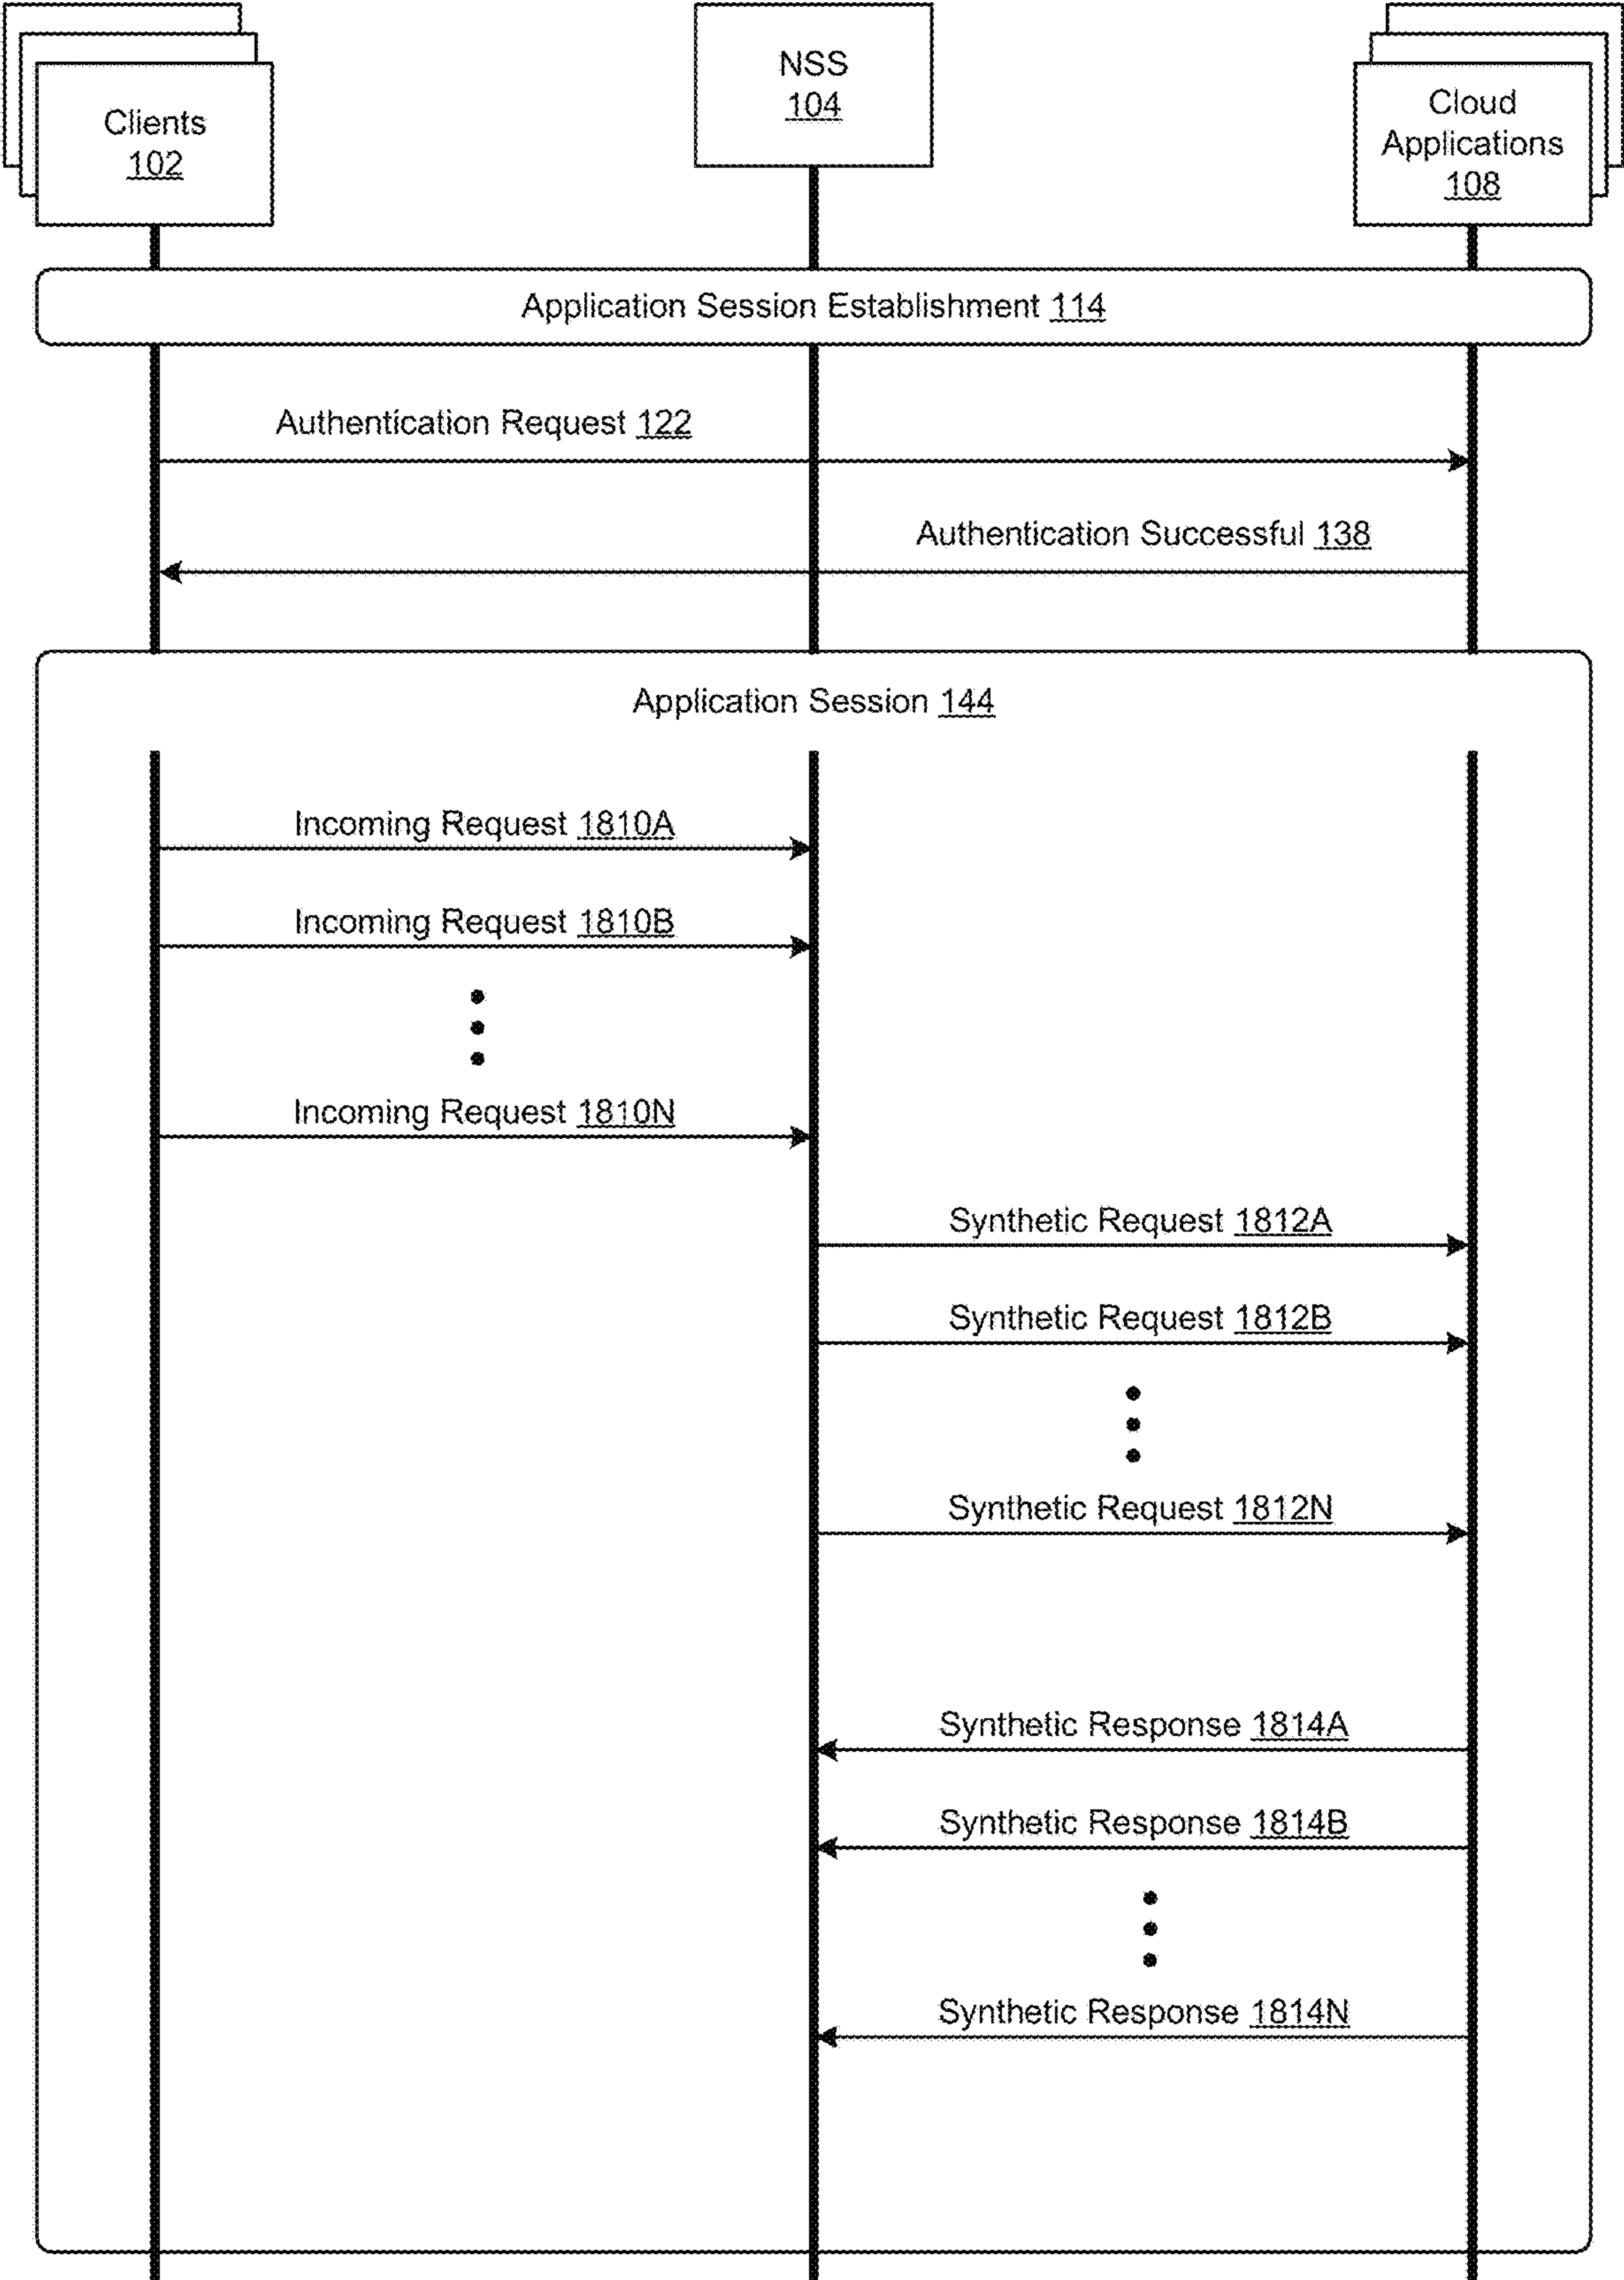 Clients
102
NSS
104
Cloud
Applications
108
Application Session Establishment 114
Authentication Request 122
Authentication Successful 138
Application Session 144
Incoming Request 1810A
Incoming Request 1810B
Incoming Request 1810N
Synthetic Request 1812A
Synthetic Request 1812B
Synthetic Request 1812N
Synthetic Response 1814A
Synthetic Response 1814B
Synthetic Response 1814N